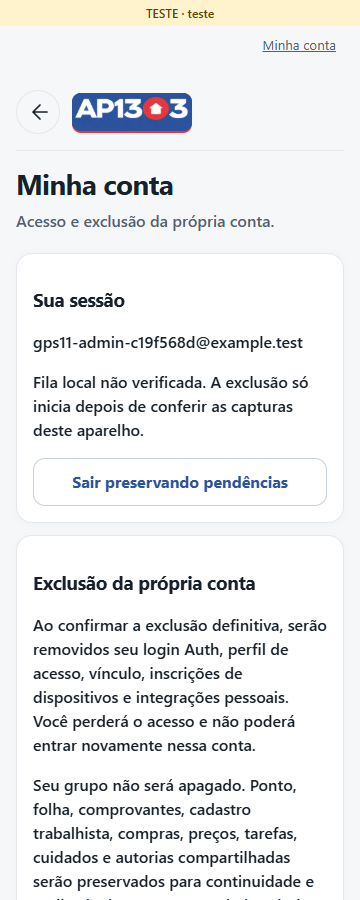 TESTE · teste
Minha conta
AP1303
Minha conta
Acesso e exclusão da própria conta.
Sua sessão
gps11-admin-c19f568d@example.test
Fila local não verificada. A exclusão só
inicia depois de conferir as capturas
deste aparelho.
Sair preservando pendências
Exclusão da própria conta
Ao confirmar a exclusão definitiva, serão
removidos seu login Auth, perfil de
acesso, vínculo, inscrições de
dispositivos e integrações pessoais.
Você perderá o acesso e não poderá
entrar novamente nessa conta.
Seu grupo não será apagado. Ponto,
folha, comprovantes, cadastro
trabalhista, compras, preços, tarefas,
cuidados e autorias compartilhadas
serão preservados para continuidade e